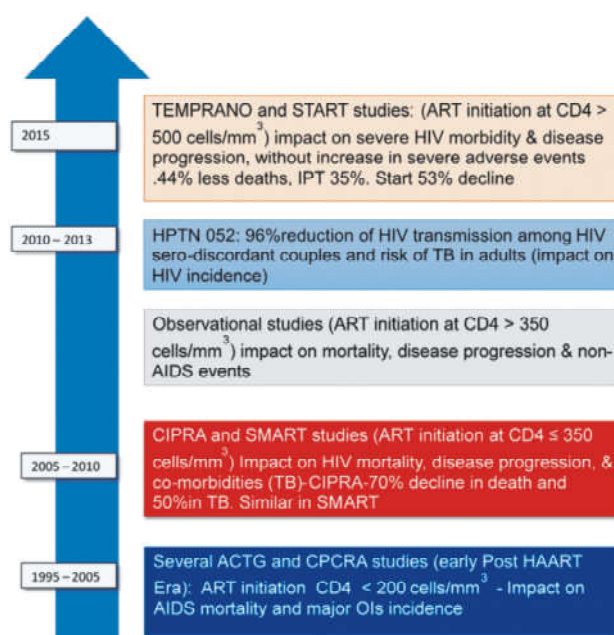 2015
TEMPRANO and START studies: (ART initiation at CD4 >
500 cells/mm³) impact on severe HIV morbidity & disease
progression, without increase in severe adverse events
.44% less deaths, IPT 35%. Start 53% decline
2010 – 2013
HPTN 052: 96%reduction of HIV transmission among HIV
sero-discordant couples and risk of TB in adults (impact on
HIV incidence)
Observational studies (ART initiation at CD4 > 350
cells/mm³) impact on mortality, disease progression & non-
AIDS events
2005 – 2010
CIPRA and SMART studies (ART initiation at CD4 ≤ 350
cells/mm³) Impact on HIV mortality, disease progression, &
co-morbidities (TB)-CIPRA-70% decline in death and
50%in TB. Similar in SMART
1995 – 2005
Several ACTG and CPCRA studies (early Post HAART
Era): ART initiation CD4 < 200 cells/mm³ - Impact on
AIDS mortality and major OIs incidence